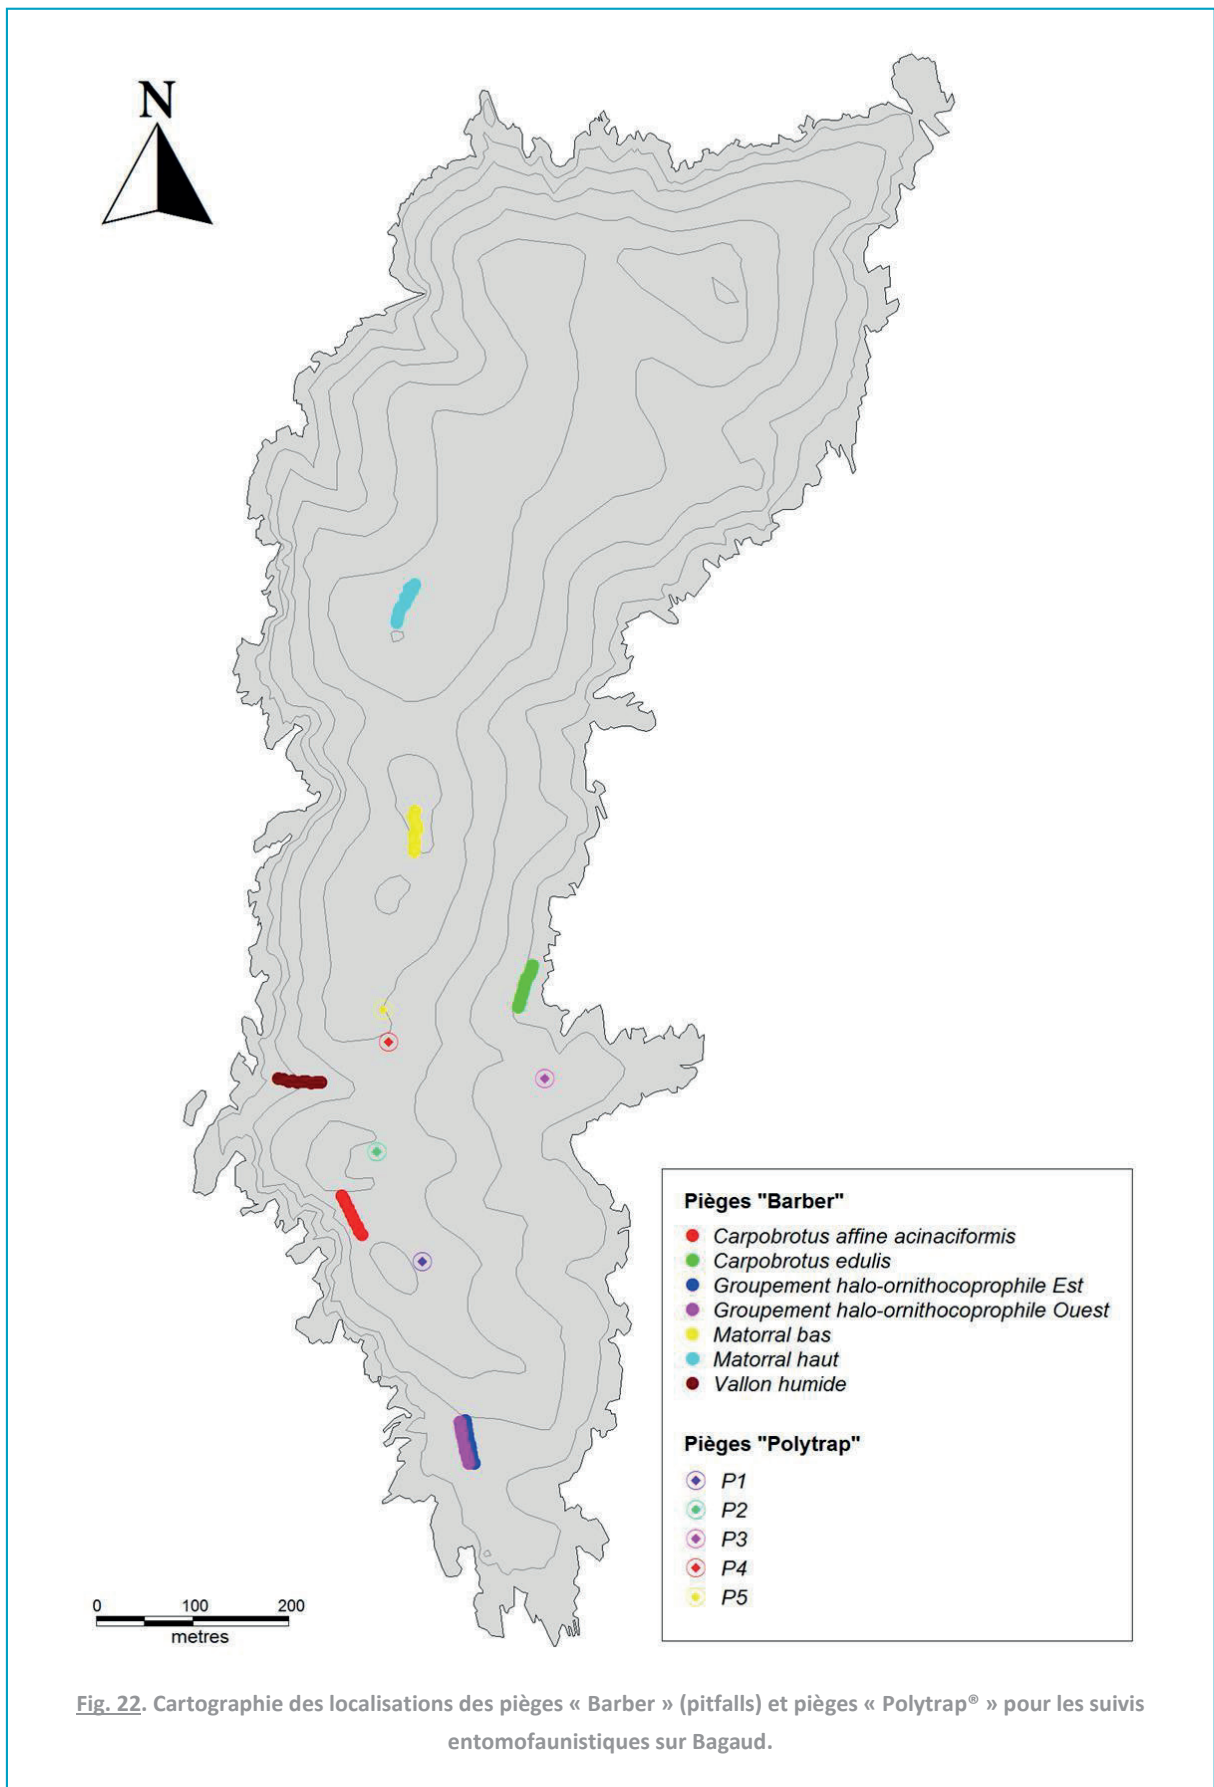 N
Pièges "Barber"
Carpobrotus affine acinaciformis
Carpobrotus edulis
Groupement halo-ornithocoprophile Est
Groupement halo-ornithocoprophile Ouest
Matorral bas
Matorral haut
Vallon humide
Pièges "Polytrap"
P1
P2
P3
P4
P5
0 100 200
metres
Fig. 22. Cartographie des localisations des pièges « Barber » (pitfalls) et pièges « Polytrap® » pour les suivis
entomofaunistiques sur Bagaud.